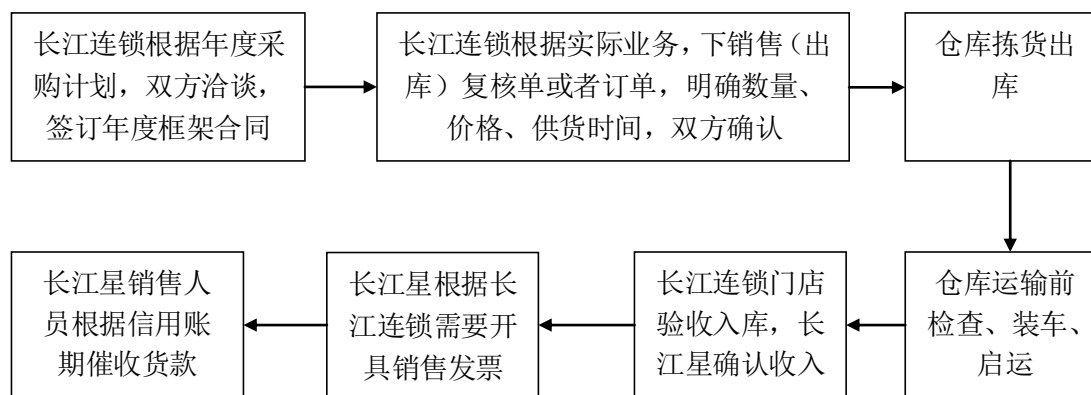 长江连锁根据年度采
购计划，双方洽谈，
签订年度框架合同
长江连锁根据实际业务，下销售（出
库）复核单或者订单，明确数量、
价格、供货时间，双方确认
仓库拣货出
库
仓库运输前
检查、装车、
启运
长江连锁门店
验收入库，长
江星确认收入
长江星根据长
江连锁需要开
具销售发票
长江星销售人
员根据信用账
期催收货款